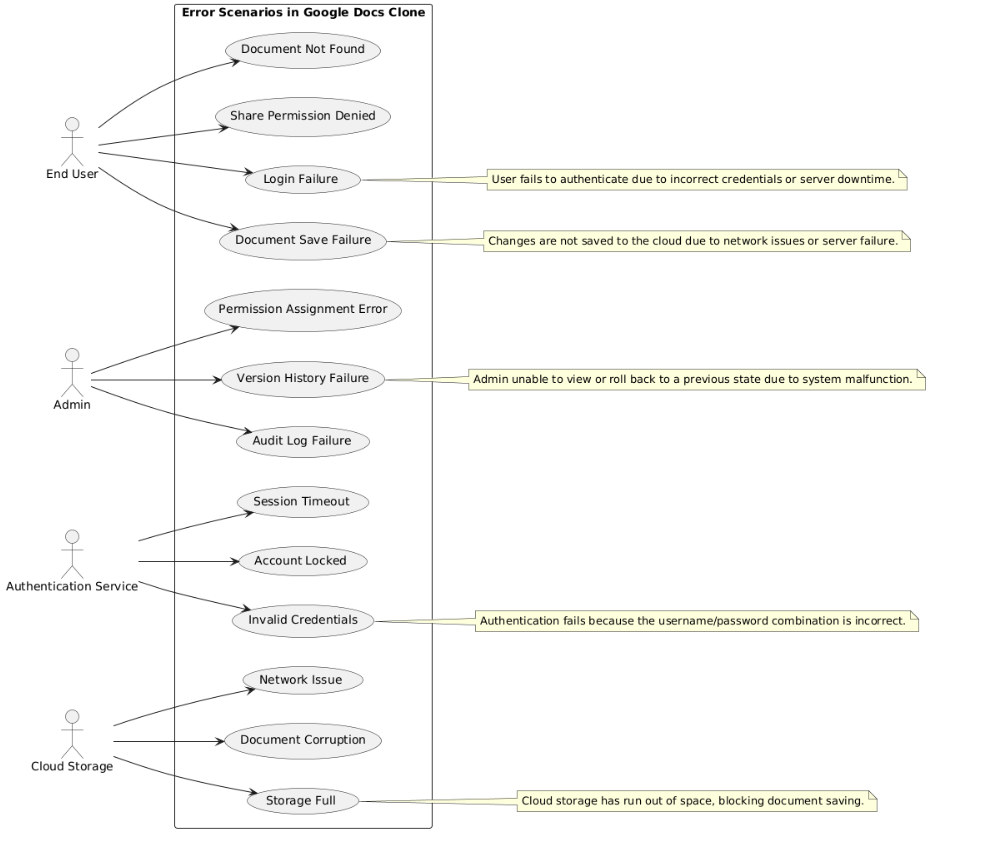 Error Scenarios in Google Docs Clone
Document Not Found
Share Permission Denied
End User
Login Failure
User fails to authenticate due to incorrect credentials or server downtime.
Document Save Failure
Changes are not saved to the cloud due to network issues or server failure.
Permission Assignment Error
Admin
Version History Failure
Admin unable to view or roll back to a previous state due to system malfunction.
Audit Log Failure
Session Timeout
Authentication Service
Account Locked
Invalid Credentials
Authentication fails because the username/password combination is incorrect.
Network Issue
Cloud Storage
Document Corruption
Storage Full
Cloud storage has run out of space, blocking document saving.